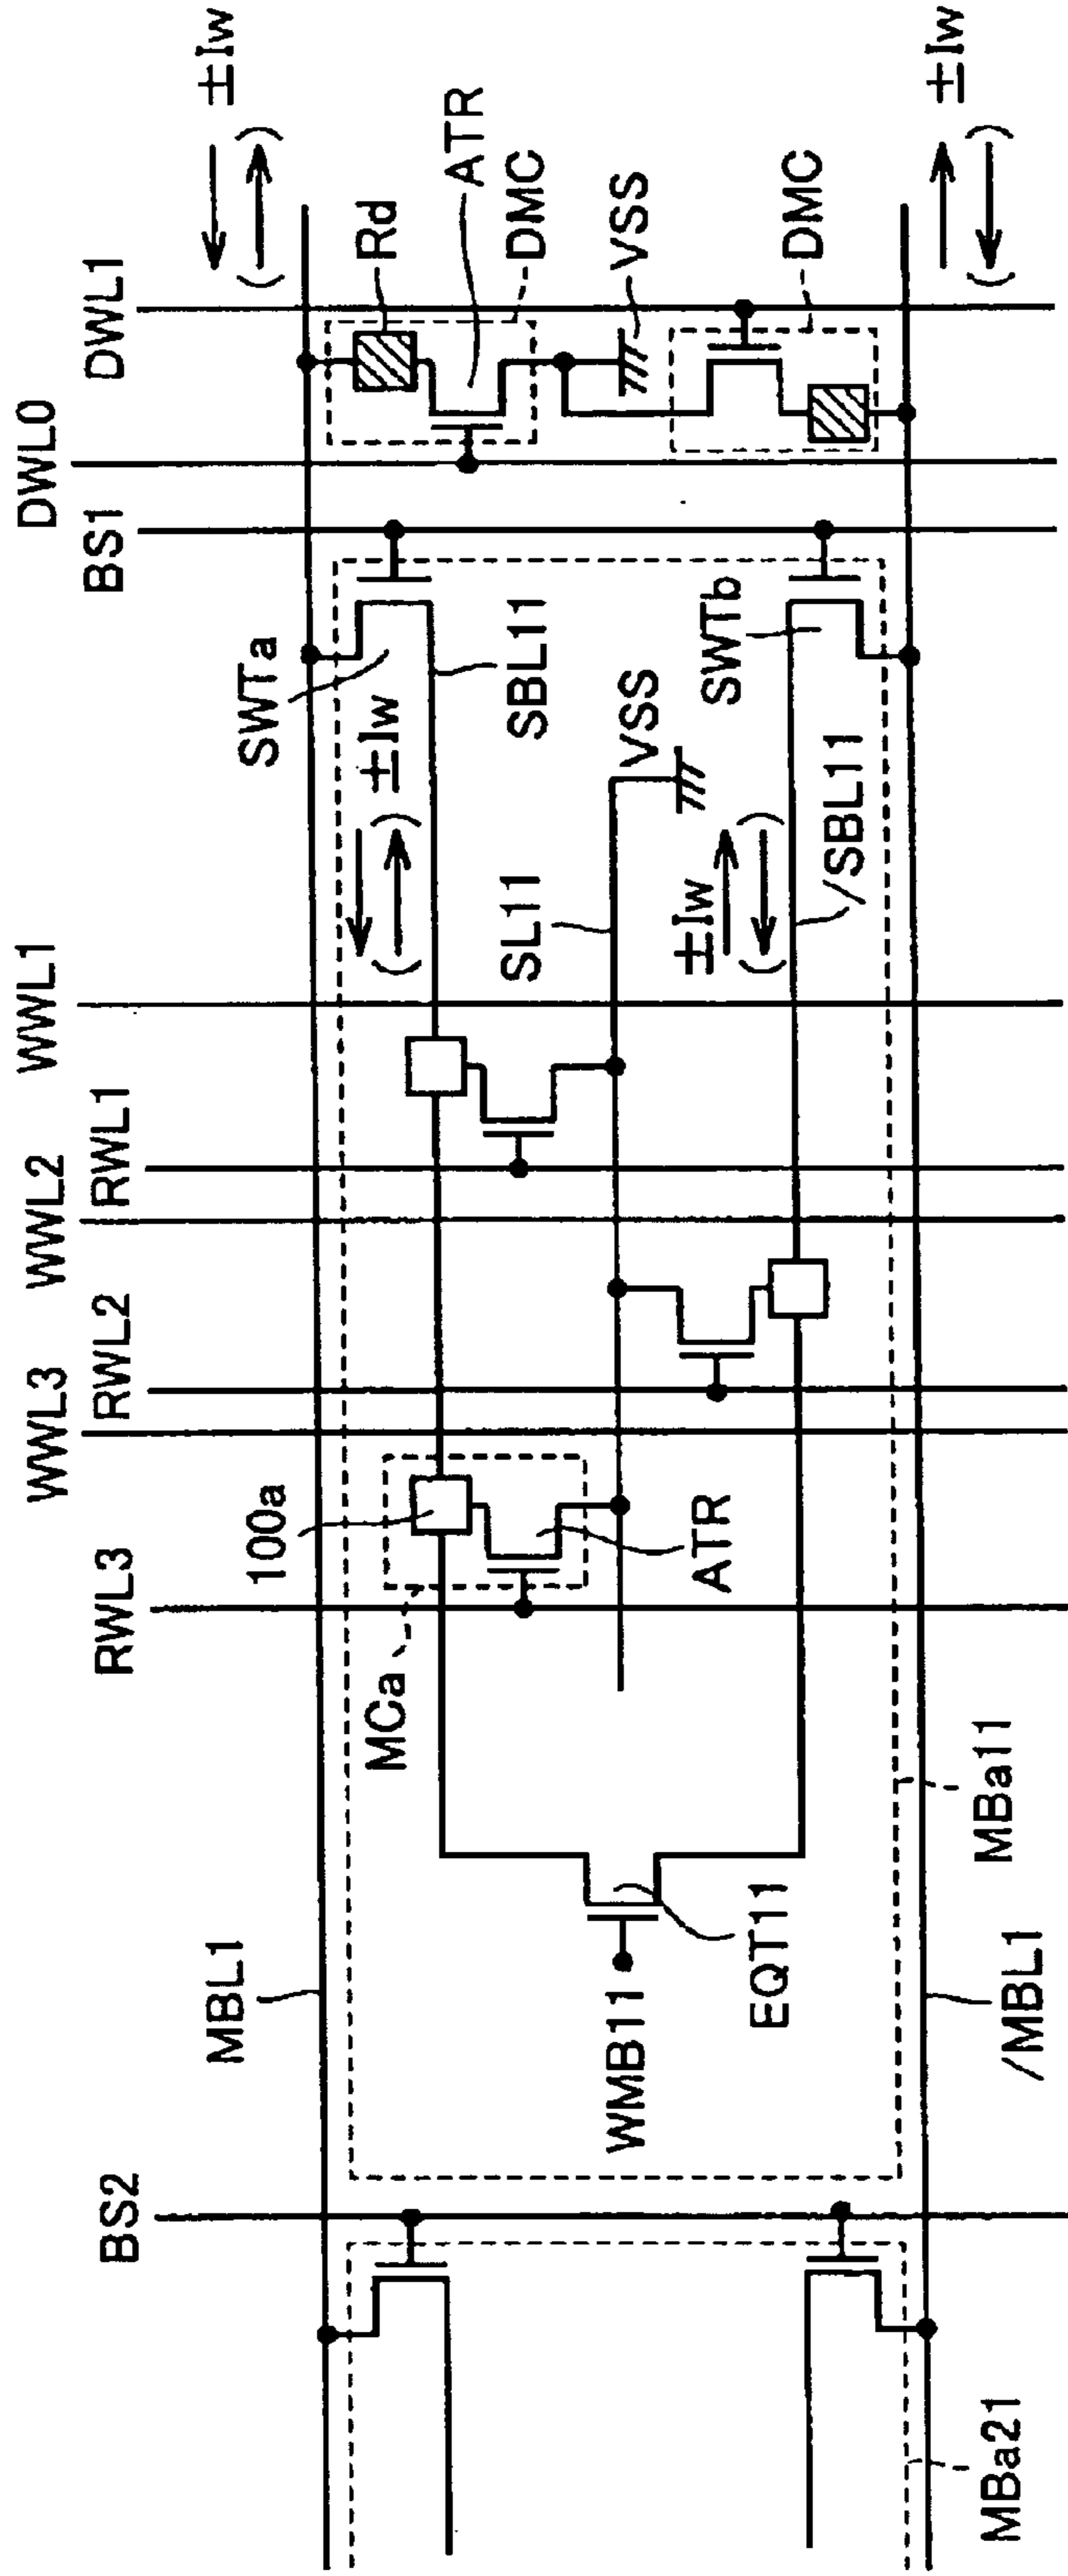 DWL0
DWL1
BS1
WWL1
RWL1
WWL2
RWL2
WWL3
RWL3
BS2
±Iw
Rd
ATR
DMC
VSS
DMC
±Iw
SWTa
±Iw
SBL11
VSS
SWTb
SL11
±Iw
/SBL11
100a
MCa
ATR
MBa11
MBL1
WMB11
EQT11
/MBL1
MBa21